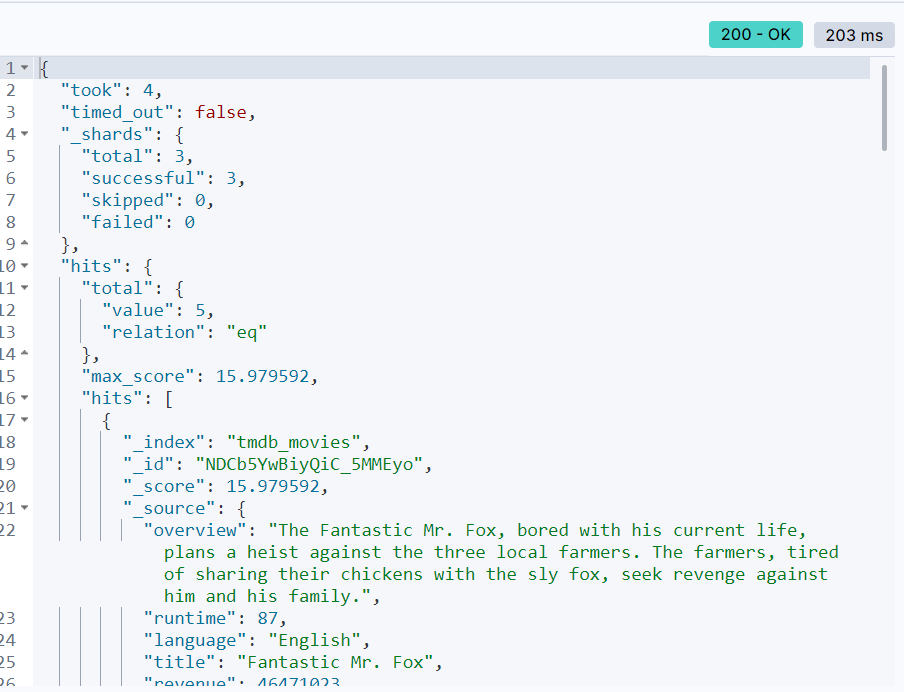 200 - OK 203 ms
1 {
2 "took": 4,
3 "timed_out": false,
4 "_shards": {
5 "total": 3,
6 "successful": 3,
7 "skipped": 0,
8 "failed": 0
9 },
10 "hits": {
11 "total": {
12 "value": 5,
13 "relation": "eq"
14 },
15 "max_score": 15.979592,
16 "hits": [
17 {
18 "_index": "tmdb_movies",
19 "_id": "NDCb5YwBiyQiC_5MMEyo",
20 "_score": 15.979592,
21 "_source": {
22 "overview": "The Fantastic Mr. Fox, bored with his current life,
plans a heist against the three local farmers. The farmers, tired
of sharing their chickens with the sly fox, seek revenge against
him and his family.",
23 "runtime": 87,
24 "language": "English",
25 "title": "Fantastic Mr. Fox",
26 "revenue": 46471023